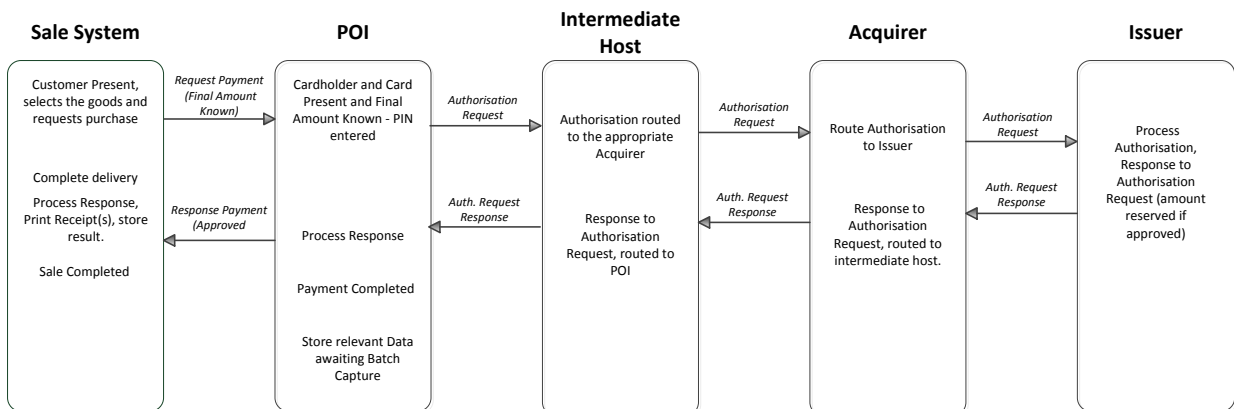 Sale System
POI
Intermediate
Host
Acquirer
Issuer
Customer Present,
selects the goods and
requests purchase
Complete delivery
Process Response,
Print Receipt(s), store
result.
Sale Completed
Request Payment
(Final Amount
Known)
Response Payment
(Approved
Cardholder and Card
Present and Final
Amount Known - PIN
entered
Process Response
Payment Completed
Store relevant Data
awaiting Batch
Capture
Authorisation
Request
Auth. Request
Response
Authorisation routed
to the appropriate
Acquirer
Response to
Authorisation
Request, routed to
POI
Authorisation
Request
Auth. Request
Response
Route Authorisation
to Issuer
Response to
Authorisation
Request, routed to
intermediate host.
Authorisation
Request
Auth. Request
Response
Process
Authorisation,
Response to
Authorisation
Request (amount
reserved if
approved)